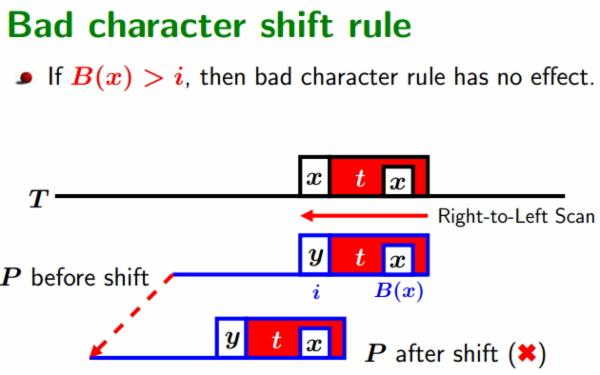 Bad character shift rule
If B(x) > i, then bad character rule has no effect.
x t x
T
Right-to-Left Scan
y t x
P before shift
i B(x)
y t x
P after shift (✖)